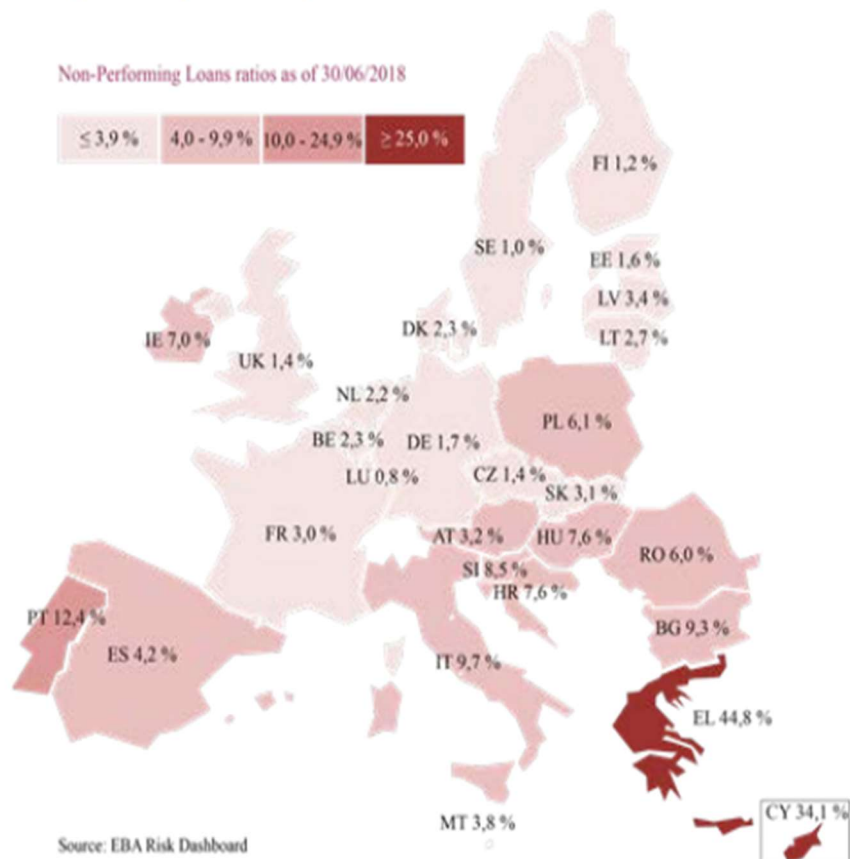 Non-Performing Loans ratios as of 30/06/2018
≤ 3,9 % 4,0 - 9,9 % 10,0 - 24,9 % ≥ 25,0 %
FI 1,2 %
SE 1,0 %
EE 1,6 %
LV 3,4 %
DK 2,3 %
LT 2,7 %
IE 7,0 %
UK 1,4 %
NL 2,2 %
PL 6,1 %
BE 2,3 %
DE 1,7 %
LU 0,8 %
CZ 1,4 %
SK 3,1 %
FR 3,0 %
AT 3,2 %
HU 7,6 %
RO 6,0 %
SI 8,5 %
HR 7,6 %
PT 12,4 %
BG 9,3 %
ES 4,2 %
IT 9,7 %
EL 44,8 %
MT 3,8 %
CY 34,1 %
Source: EBA Risk Dashboard